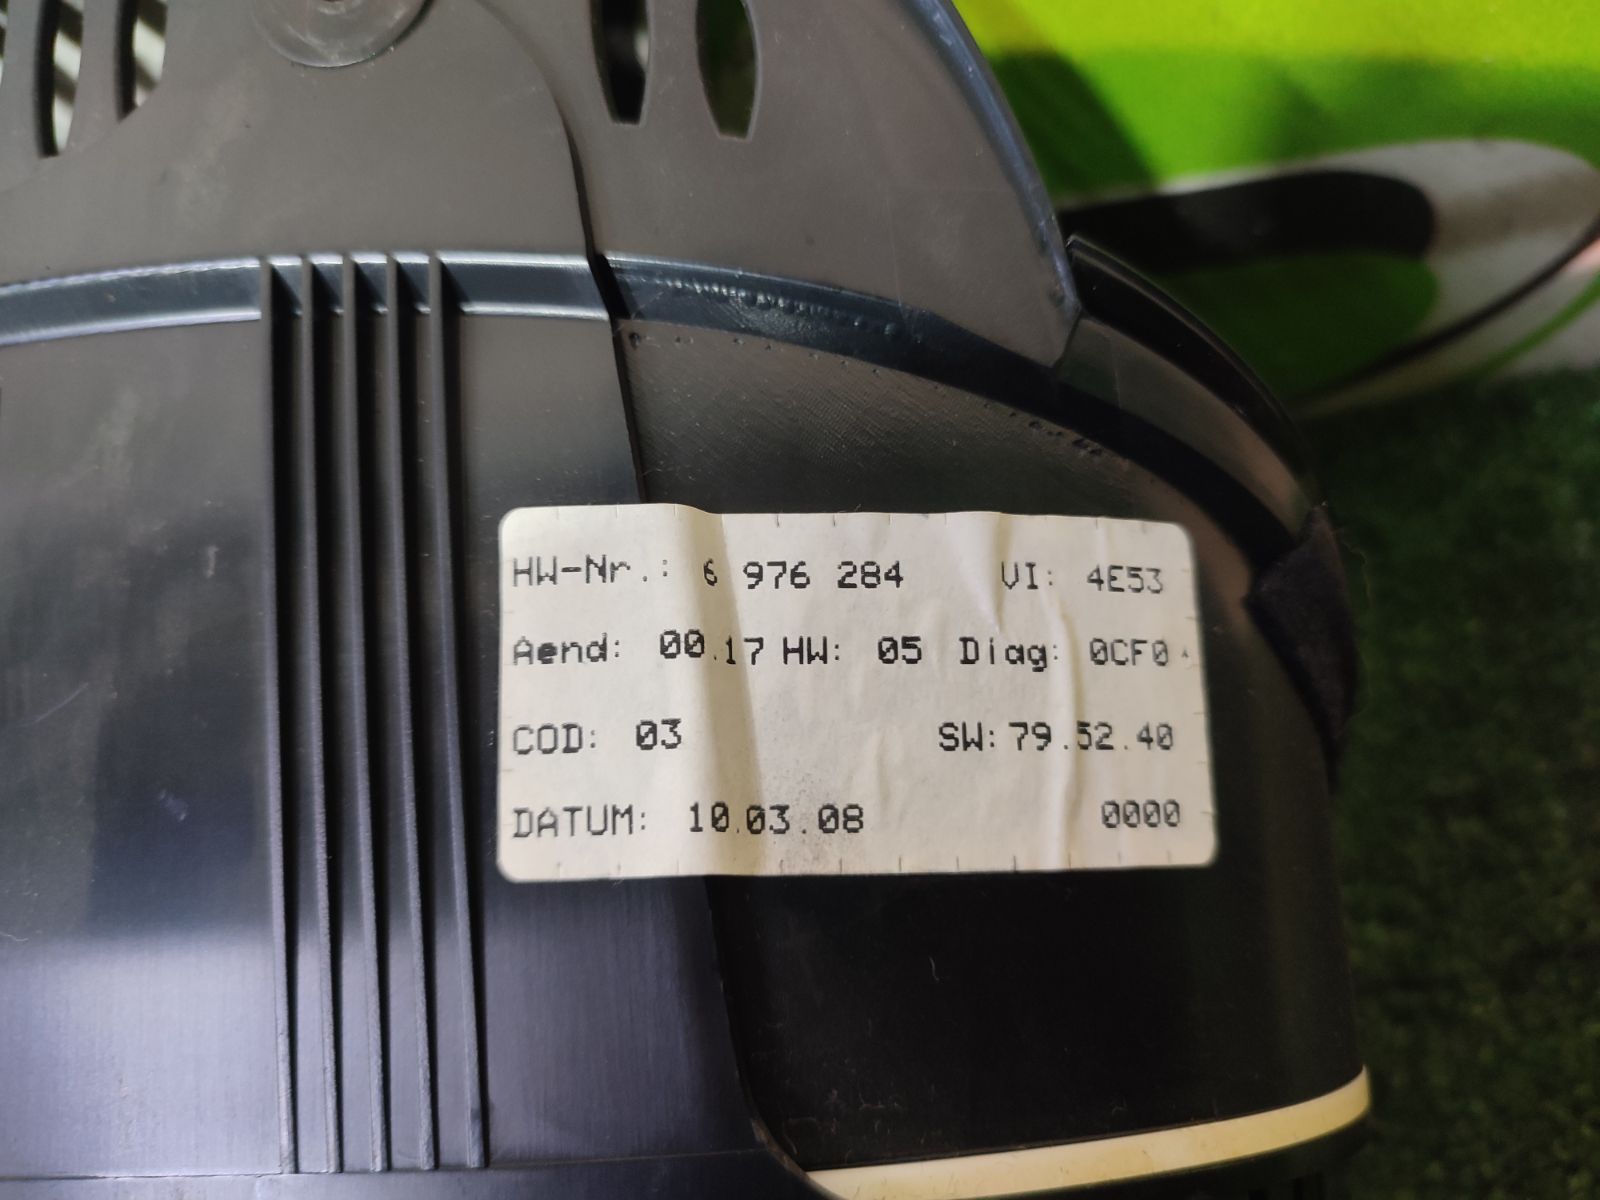 HW-Nr.: 6 976 284 VI: 4E53
Aend: 00.17 HW: 05 Diag: 0CF0
COD: 03 SW: 79.52.40
DATUM: 10.03.08 0000